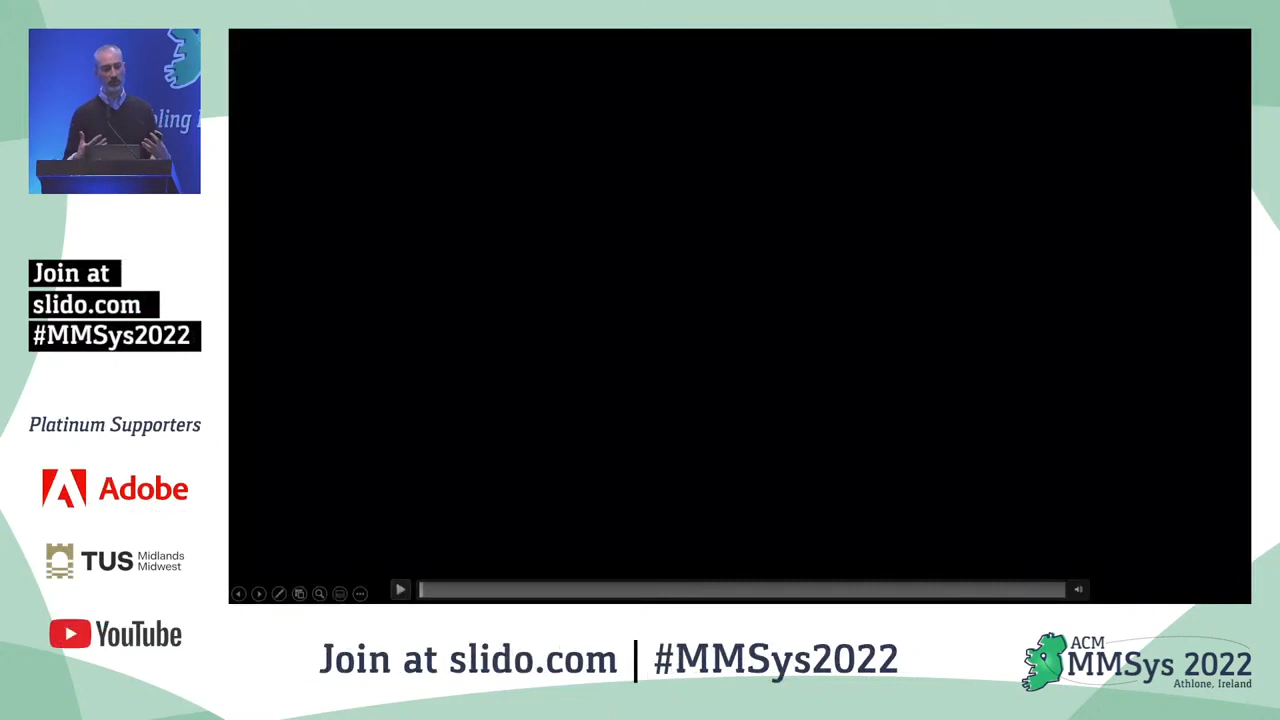 bling
Join at
slido.com
#MMSys2022
Platinum Supporters
Adobe
TUS Midlands
Midwest
YouTube
Join at slido.com | #MMSys2022
ACM
MMSys 2022
Athlone, Ireland